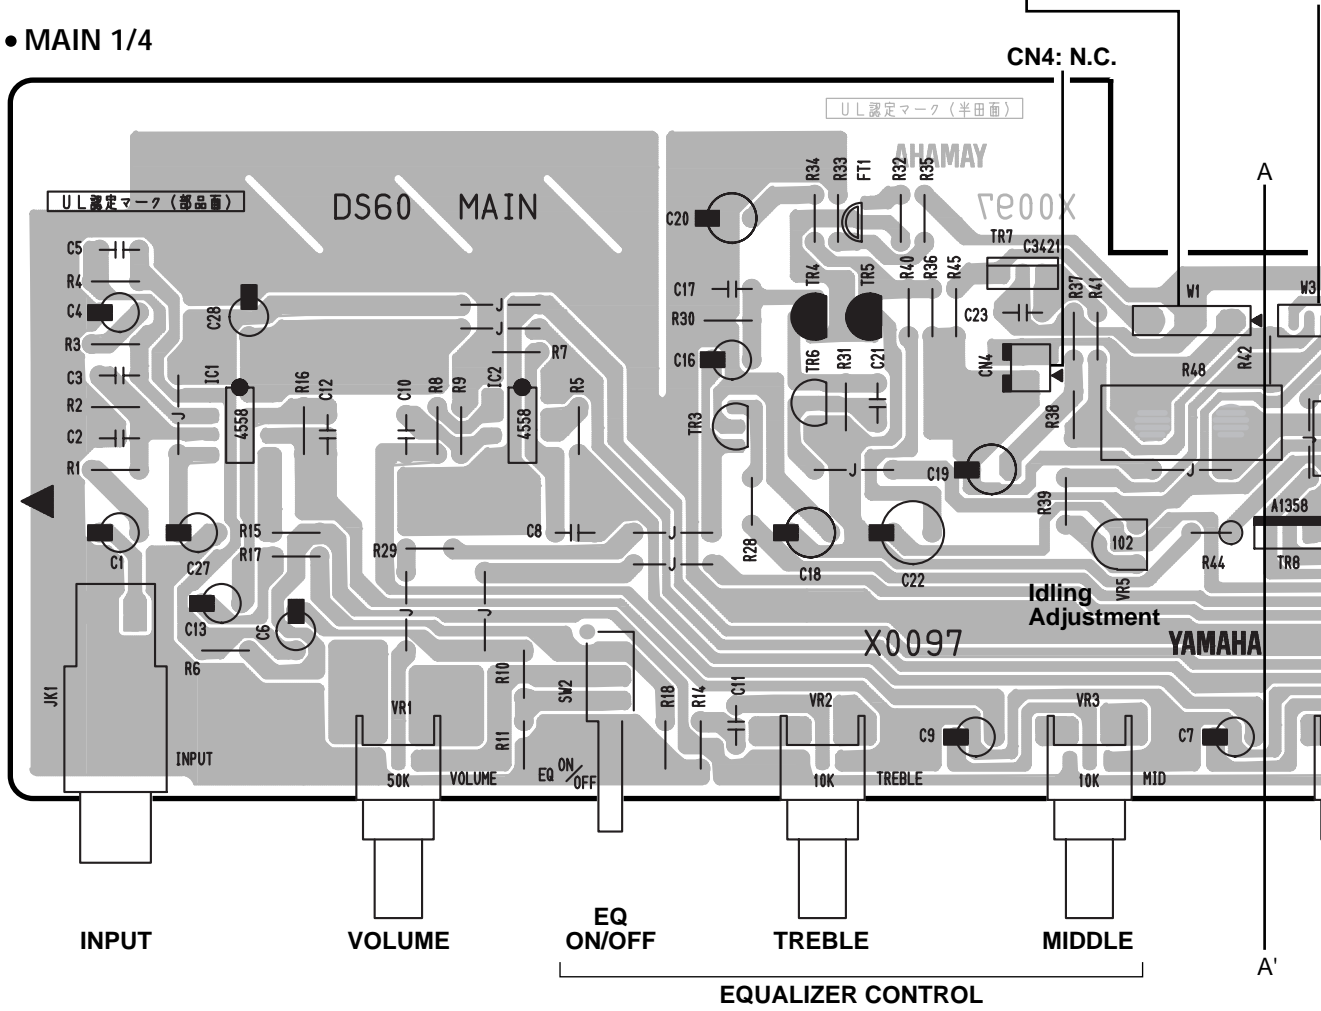 • MAIN 1/4
CN4: N.C.
UL認定マーク（半田面）
YAMAHA
X0097
UL認定マーク（部品面）
DS60 MAIN
A
R34
R33
FT1
R32
R35
C20
TR7
C3421
C5
R4
C4
R3
C3
R2
C2
R1
C28
J
J
R7
C17
R30
C16
TR4
TR5
R40
R36
R45
C23
R37
R41
W1
W3
IC1
R16
C12
C10
R8
R9
IC2
R5
4558
4558
J
TR3
TR6
R31
C21
CN4
R38
R48
R42
J
J
C19
J
J
R39
A1358
C1
C27
R15
R17
R29
C8
J
J
R28
C18
C22
102
VR5
R44
TR8
Idling
Adjustment
C13
C6
R6
J
J
X0097
YAMAHA
JK1
INPUT
VR1
50K
VOLUME
R10
R11
SW2
EQ ON/OFF
R18
R14
C11
VR2
10K
TREBLE
C9
VR3
10K
MID
C7
INPUT
VOLUME
EQ
ON/OFF
TREBLE
MIDDLE
A'
EQUALIZER CONTROL